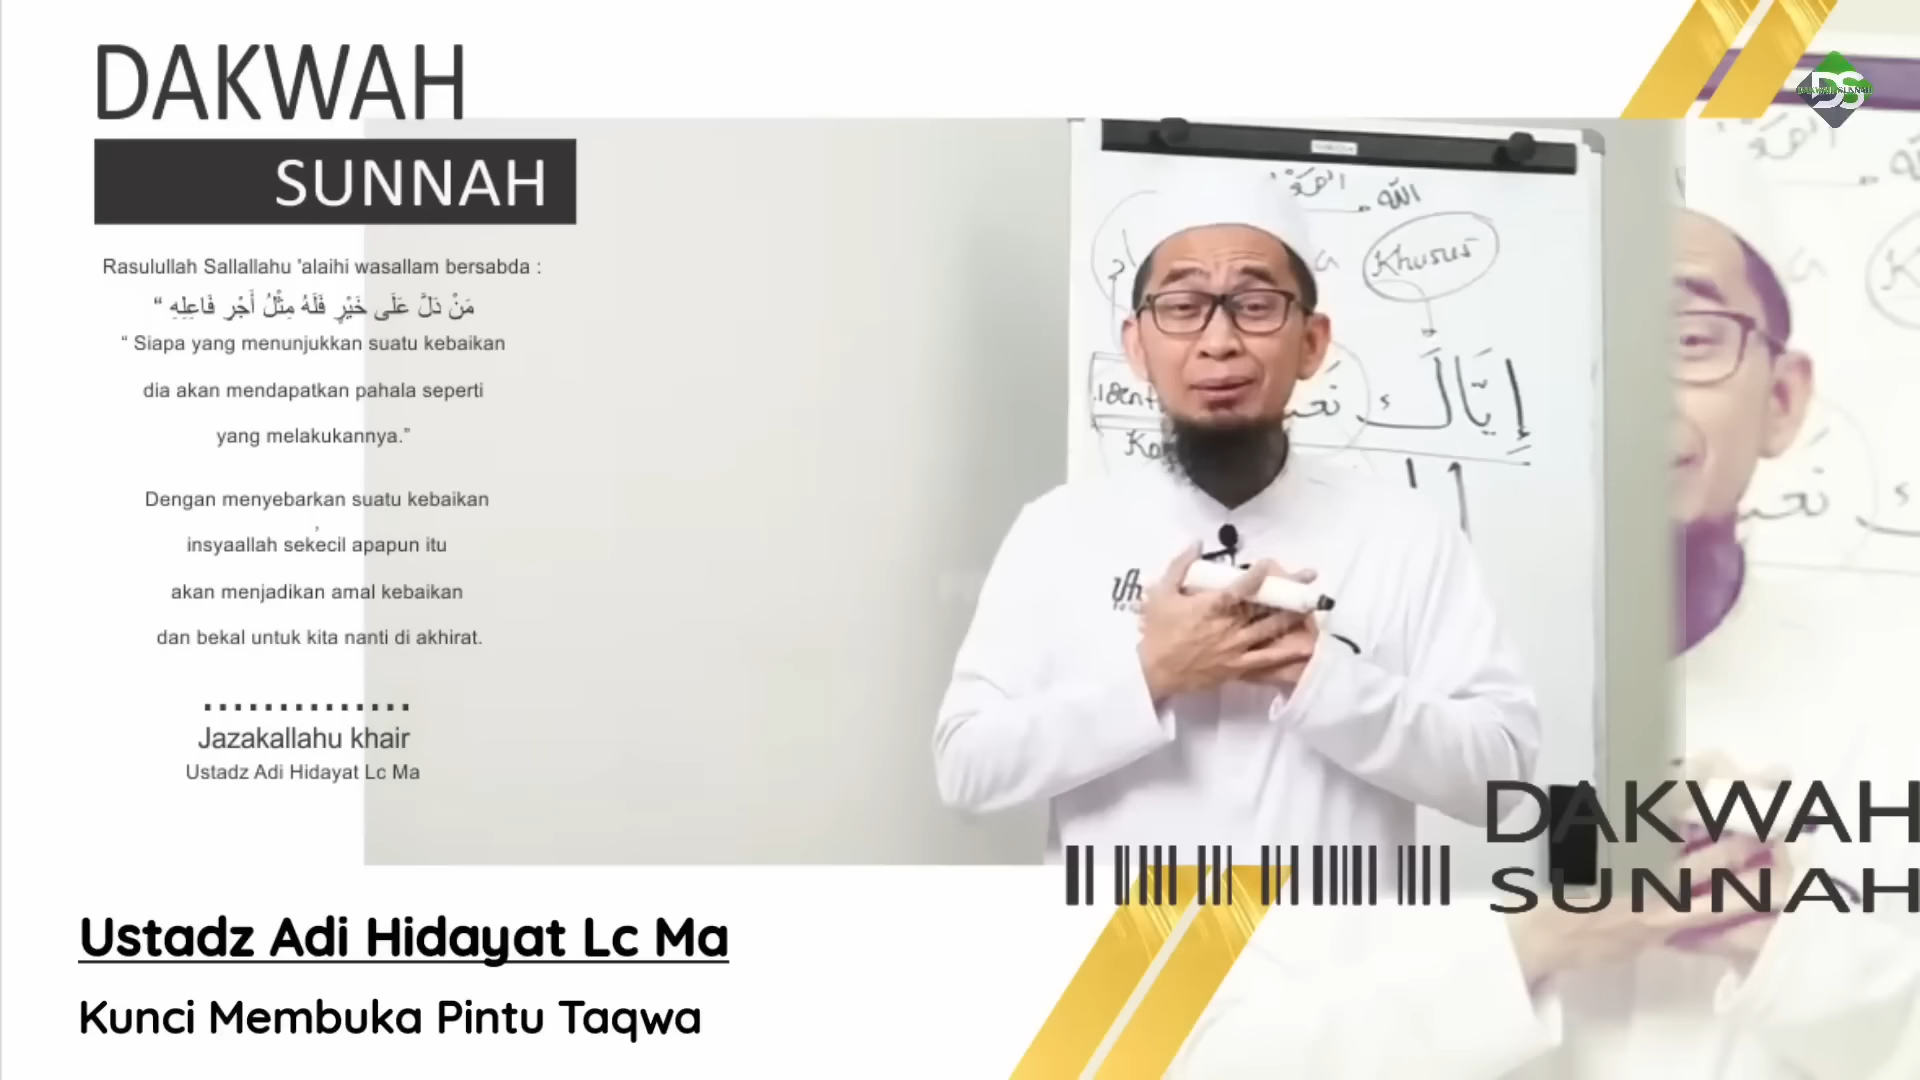 DAKWAH
SUNNAH
Rasulullah Sallallahu 'alaihi wasallam bersabda :
مَنْ دَلَّ عَلَى خَيْرٍ فَلَهُ مِثْلُ أَجْرِ فَاعِلِهِ “
“ Siapa yang menunjukkan suatu kebaikan
dia akan mendapatkan pahala seperti
yang melakukannya.”
Dengan menyebarkan suatu kebaikan
insyaallah sekecil apapun itu
akan menjadikan amal kebaikan
dan bekal untuk kita nanti di akhirat.
Jazakallahu khair
Ustadz Adi Hidayat Lc Ma
Ustadz Adi Hidayat Lc Ma
Kunci Membuka Pintu Taqwa
DS
الله
Khusus
إِيَّاكَ
DAKWAH
SUNNAH